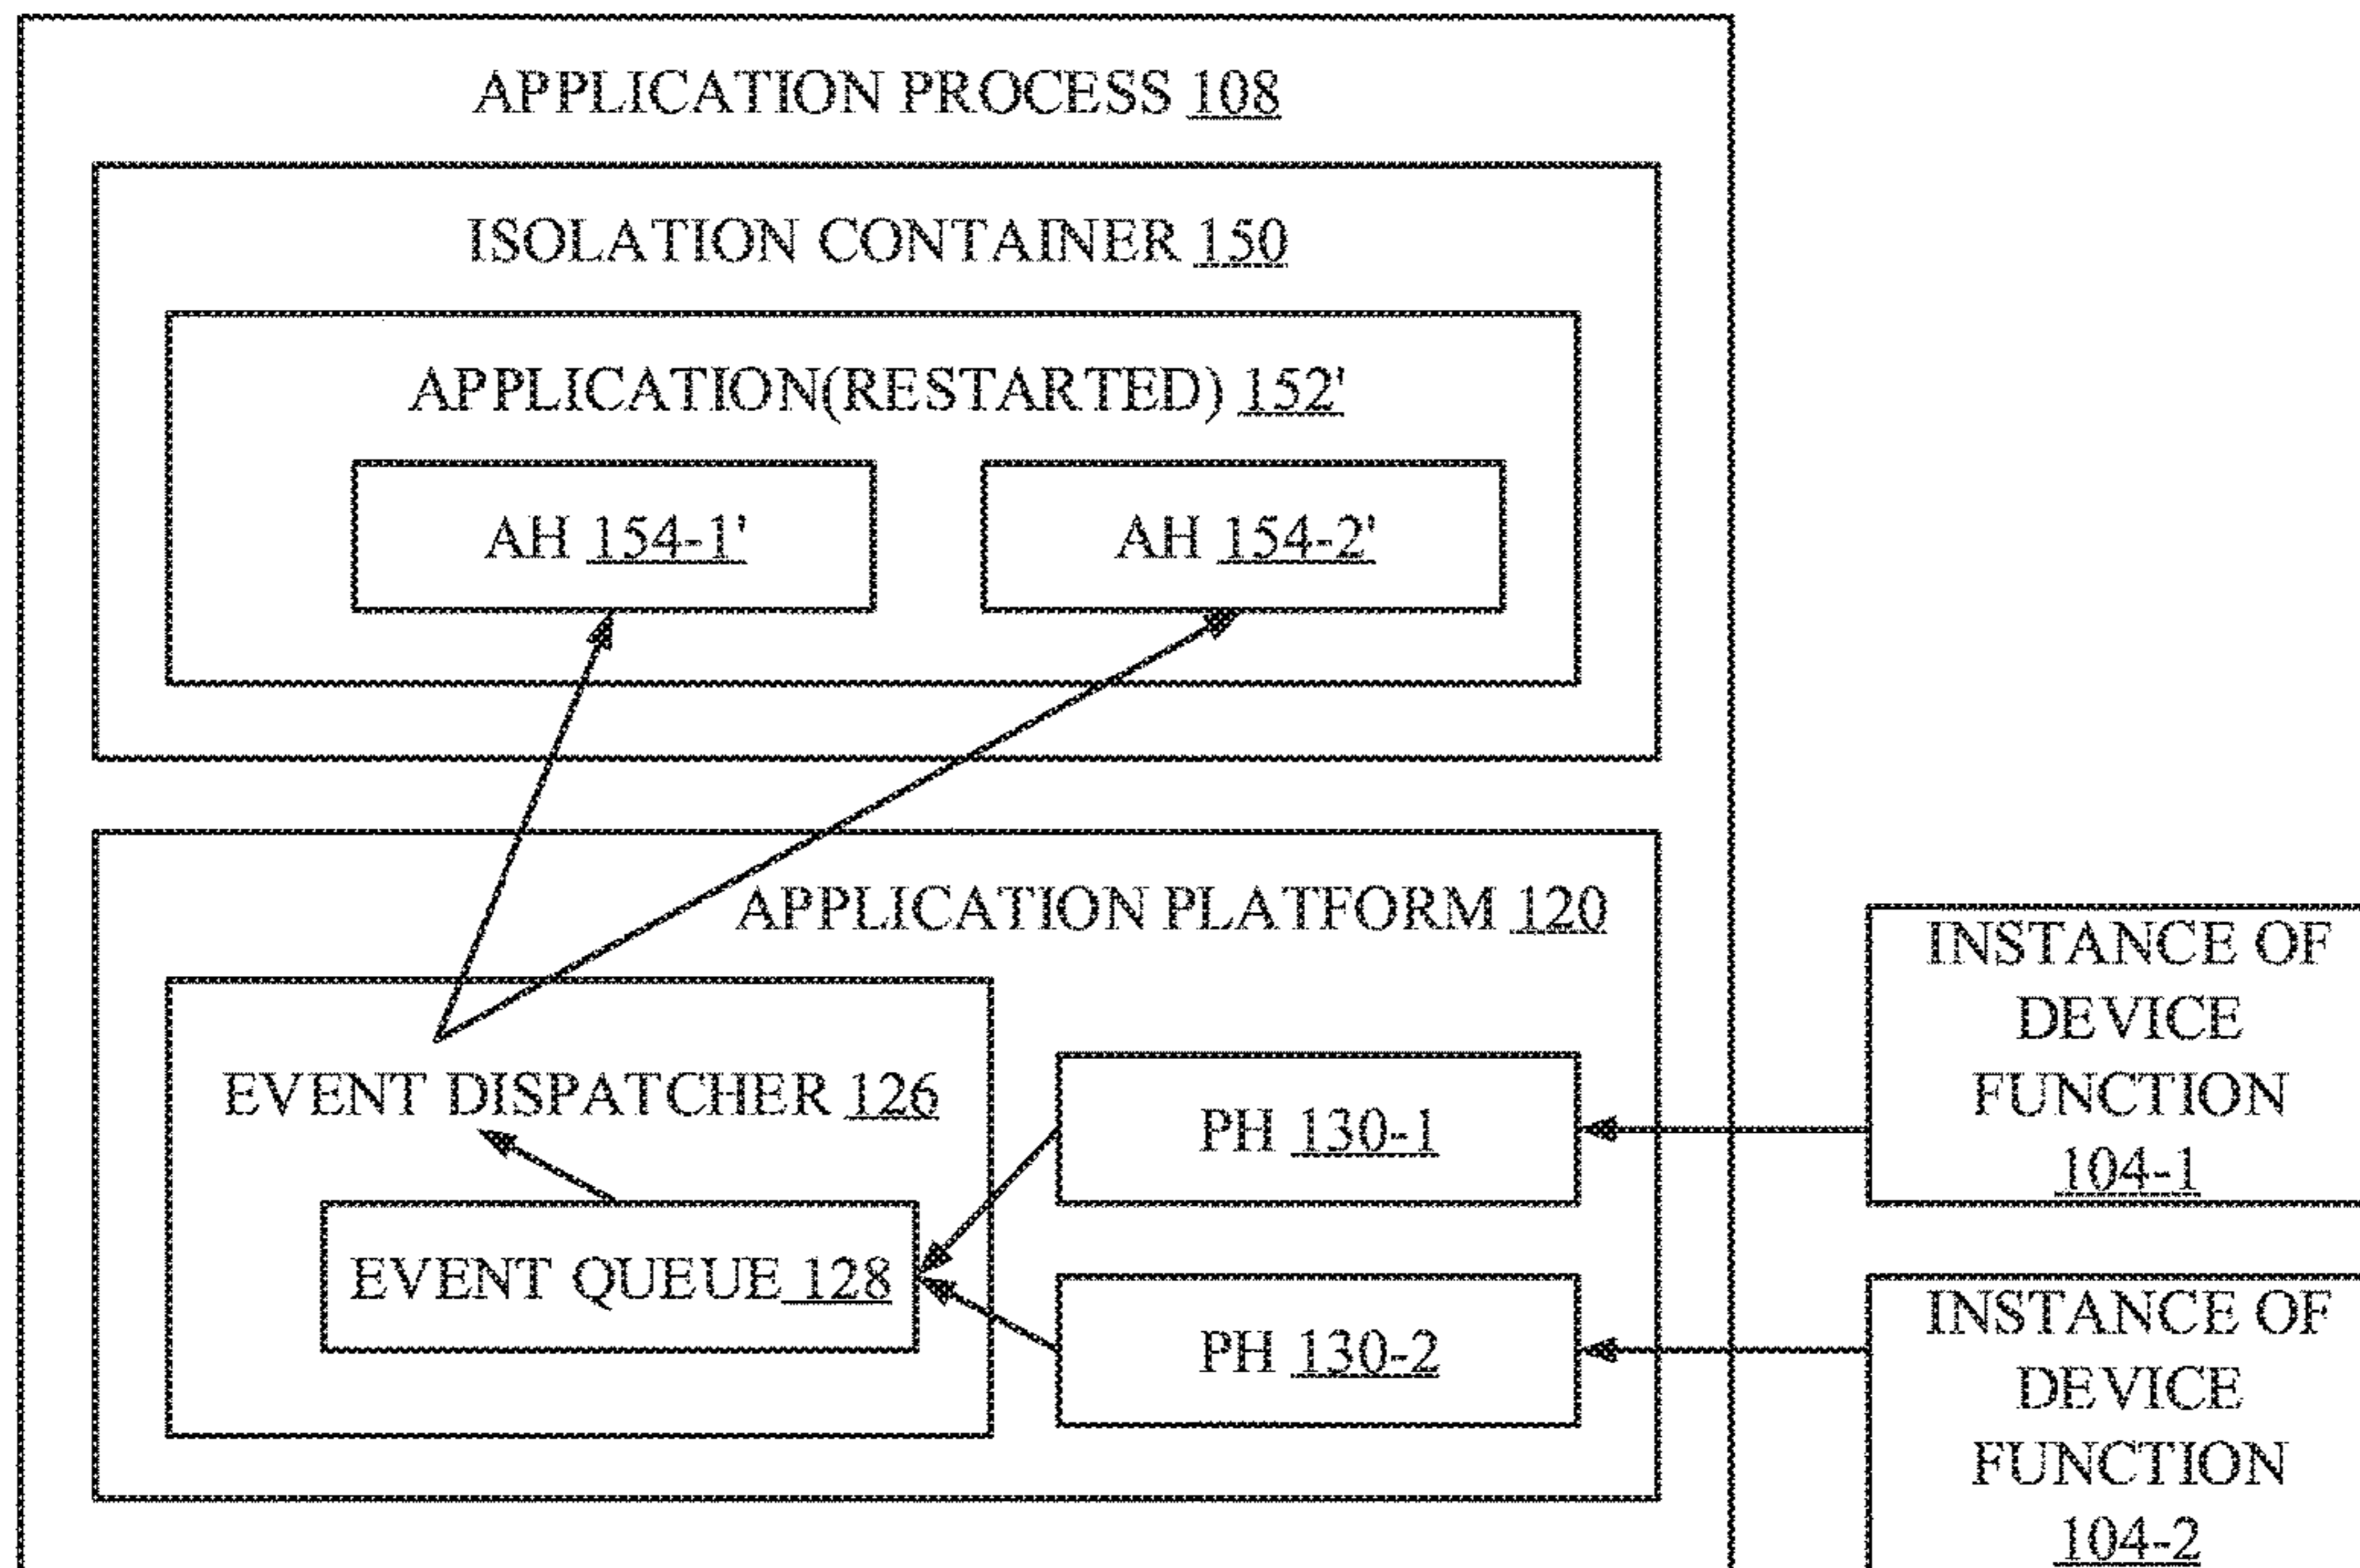 APPLICATION PROCESS 108
ISOLATION CONTAINER 150
APPLICATION(RESTARTED) 152'
AH 154-1'
AH 154-2'
APPLICATION PLATFORM 120
EVENT DISPATCHER 126
EVENT QUEUE 128
PH 130-1
PH 130-2
INSTANCE OF
DEVICE
FUNCTION
104-1
INSTANCE OF
DEVICE
FUNCTION
104-2